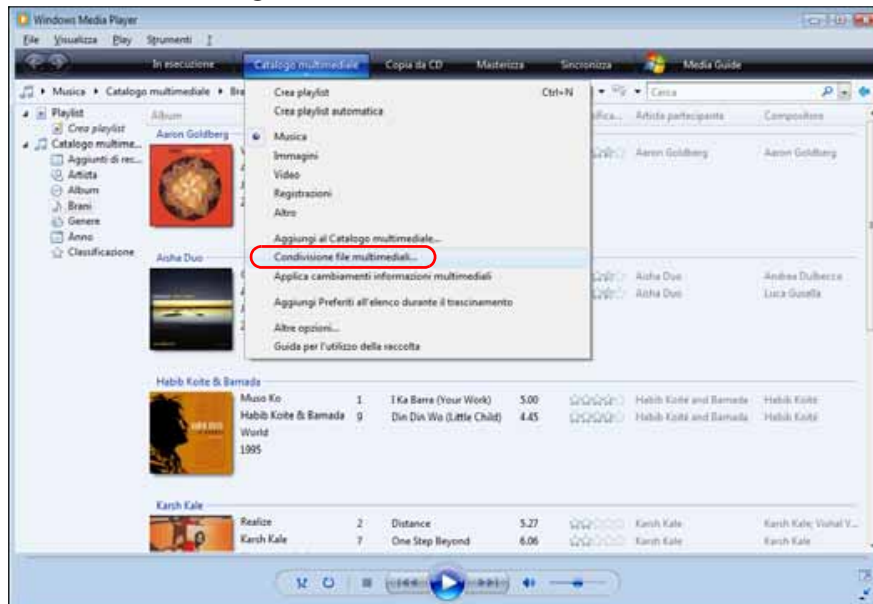 Windows Media Player
File Visualizza Play Strumenti ?
In esecuzione Catalogo multimediale Copia da CD Masterizza Sincronizza Media Guide
Musica Catalogo multimediale Cerca
Playlist
Crea playlist
Catalogo multime...
Aggiunti di rec...
Artista
Album
Brani
Genere
Anno
Classificazione
Crea playlist Ctrl+N
Crea playlist automatica
Musica
Immagini
Video
Registrazioni
Altro
Aggiungi al Catalogo multimediale...
Condivisione file multimediali...
Applica cambiamenti informazioni multimediali
Aggiungi Preferiti all'elenco durante il trascinamento
Altre opzioni...
Guida per l'utilizzo della raccolta
Album Artista partecipante Compositore
Aaron Goldberg
Aaron Goldberg Aaron Goldberg
Aisha Duo
Aisha Duo Andrea Dulbecco
Aisha Duo Luca Gusella
Habib Koite & Bamada
Muso Ko 1 I Ka Barra (Your Work) 5.00 Habib Koité and Bamada Habib Koité
Habib Koite & Bamada 9 Din Din Wo (Little Child) 4.45 Habib Koité and Bamada Habib Koité
World
1995
Karsh Kale
Realize 2 Distance 5.27 Karsh Kale Karsh Kale; Vishal V...
Karsh Kale 7 One Step Beyond 6.06 Karsh Kale Karsh Kale